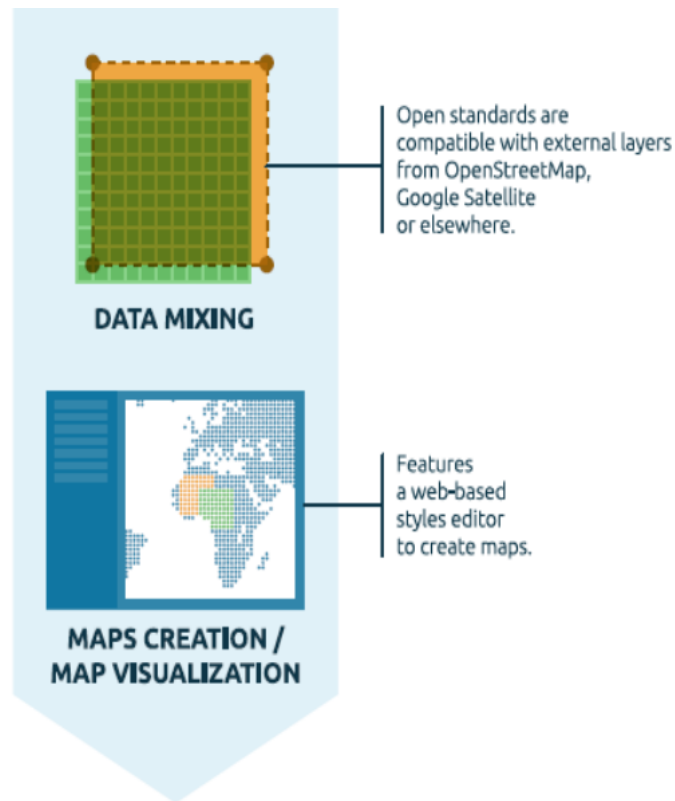 Open standards are
compatible with external layers
from OpenStreetMap,
Google Satellite
or elsewhere.
DATA MIXING
Features
a web-based
styles editor
to create maps.
MAPS CREATION /
MAP VISUALIZATION